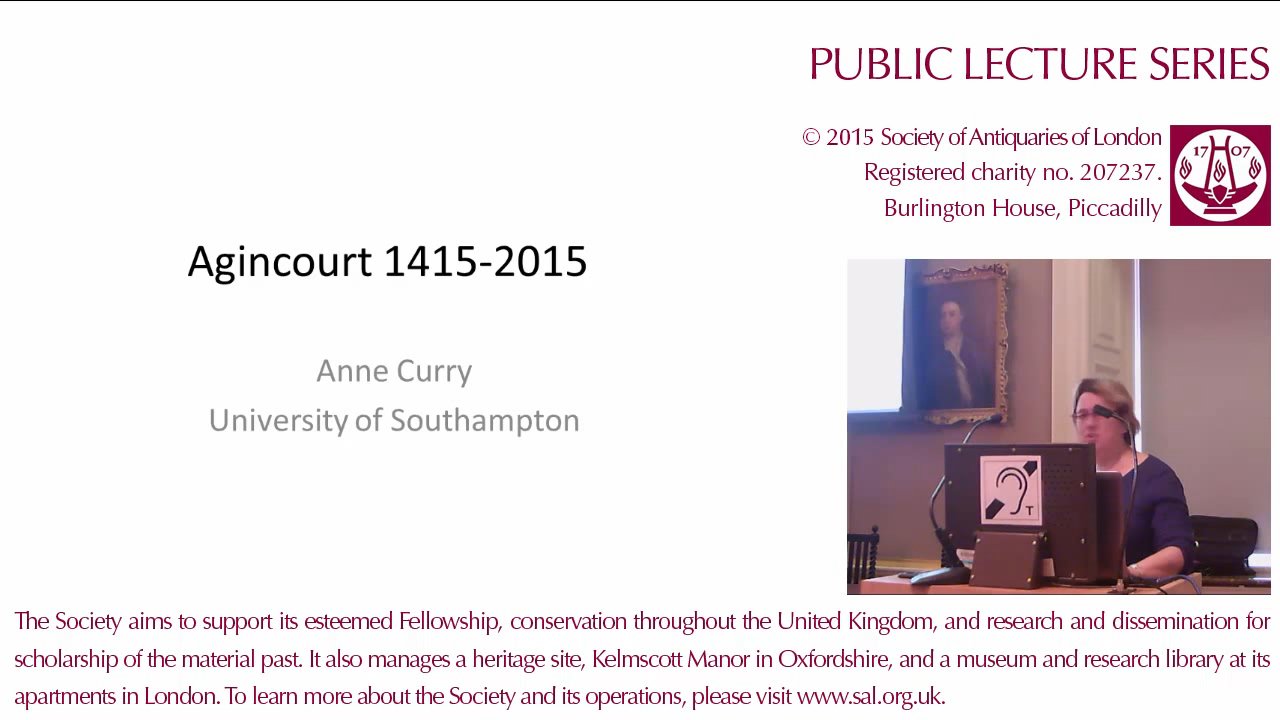 PUBLIC LECTURE SERIES
© 2015 Society of Antiquaries of London
Registered charity no. 207237.
Burlington House, Piccadilly
17 07
Agincourt 1415-2015
Anne Curry
University of Southampton
T
The Society aims to support its esteemed Fellowship, conservation throughout the United Kingdom, and research and dissemination for
scholarship of the material past. It also manages a heritage site, Kelmscott Manor in Oxfordshire, and a museum and research library at its
apartments in London. To learn more about the Society and its operations, please visit www.sal.org.uk.